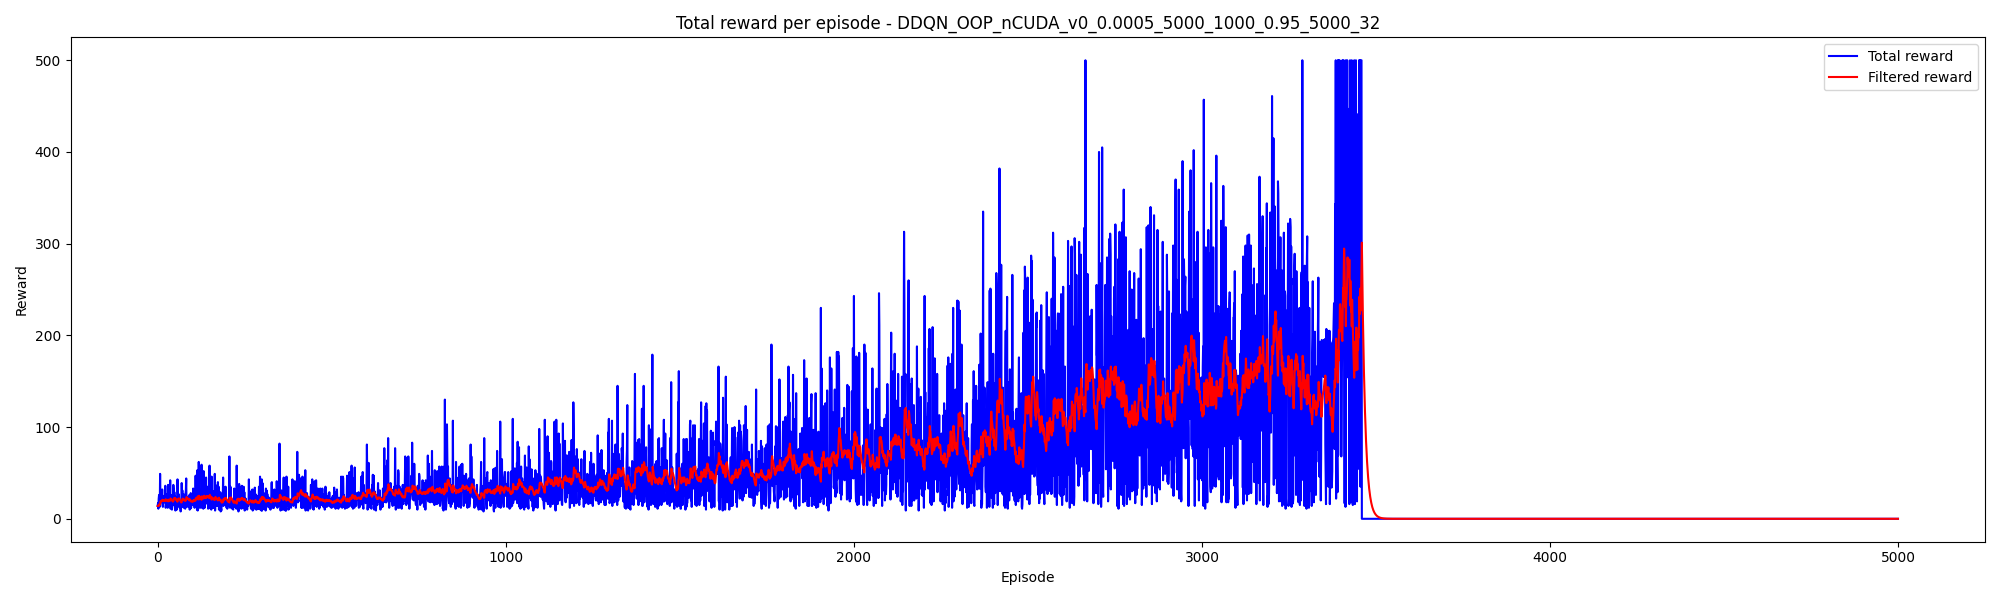 Total reward per episode - DDQN_OOP_nCUDA_v0_0.0005_5000_1000_0.95_5000_32
Total reward
Filtered reward
500
400
300
200
100
0
Reward
0 1000 2000 3000 4000 5000
Episode